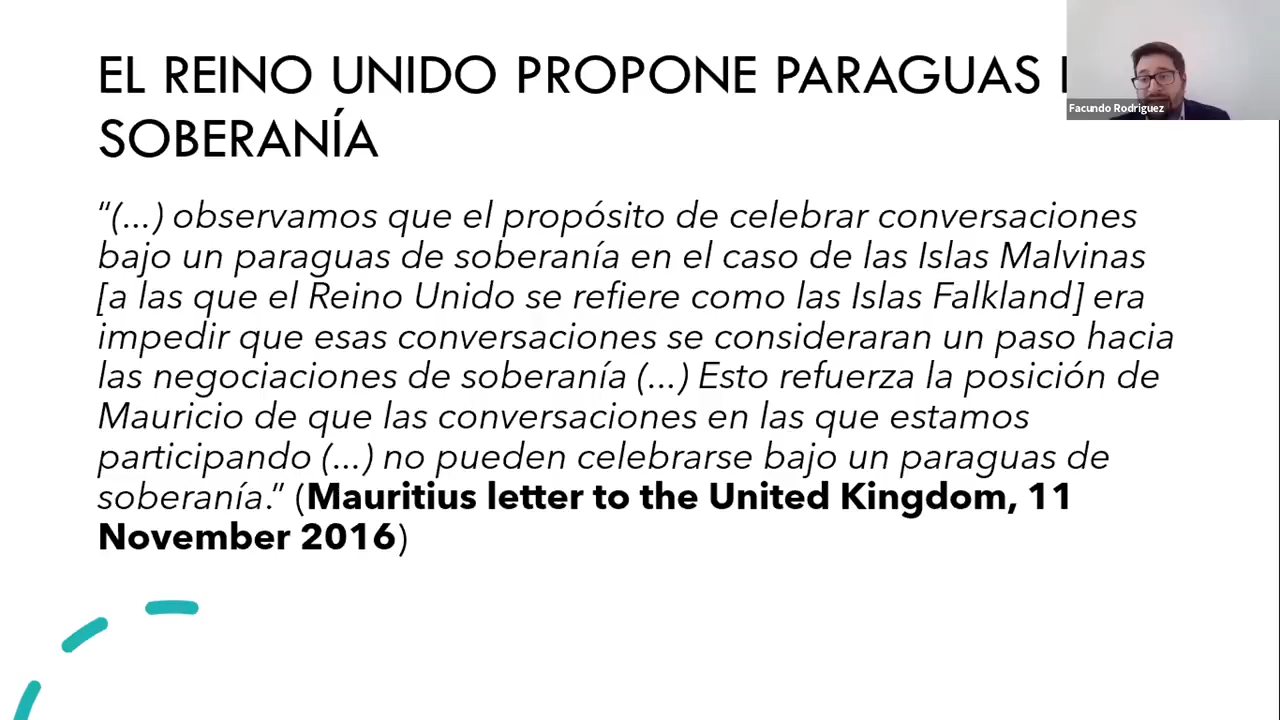 EL REINO UNIDO PROPONE PARAGUAS
SOBERANÍA
Facundo Rodriguez
“(...) observamos que el propósito de celebrar conversaciones
bajo un paraguas de soberanía en el caso de las Islas Malvinas
[a las que el Reino Unido se refiere como las Islas Falkland] era
impedir que esas conversaciones se consideraran un paso hacia
las negociaciones de soberanía (...) Esto refuerza la posición de
Mauricio de que las conversaciones en las que estamos
participando (...) no pueden celebrarse bajo un paraguas de
soberanía.” (Mauritius letter to the United Kingdom, 11
November 2016)